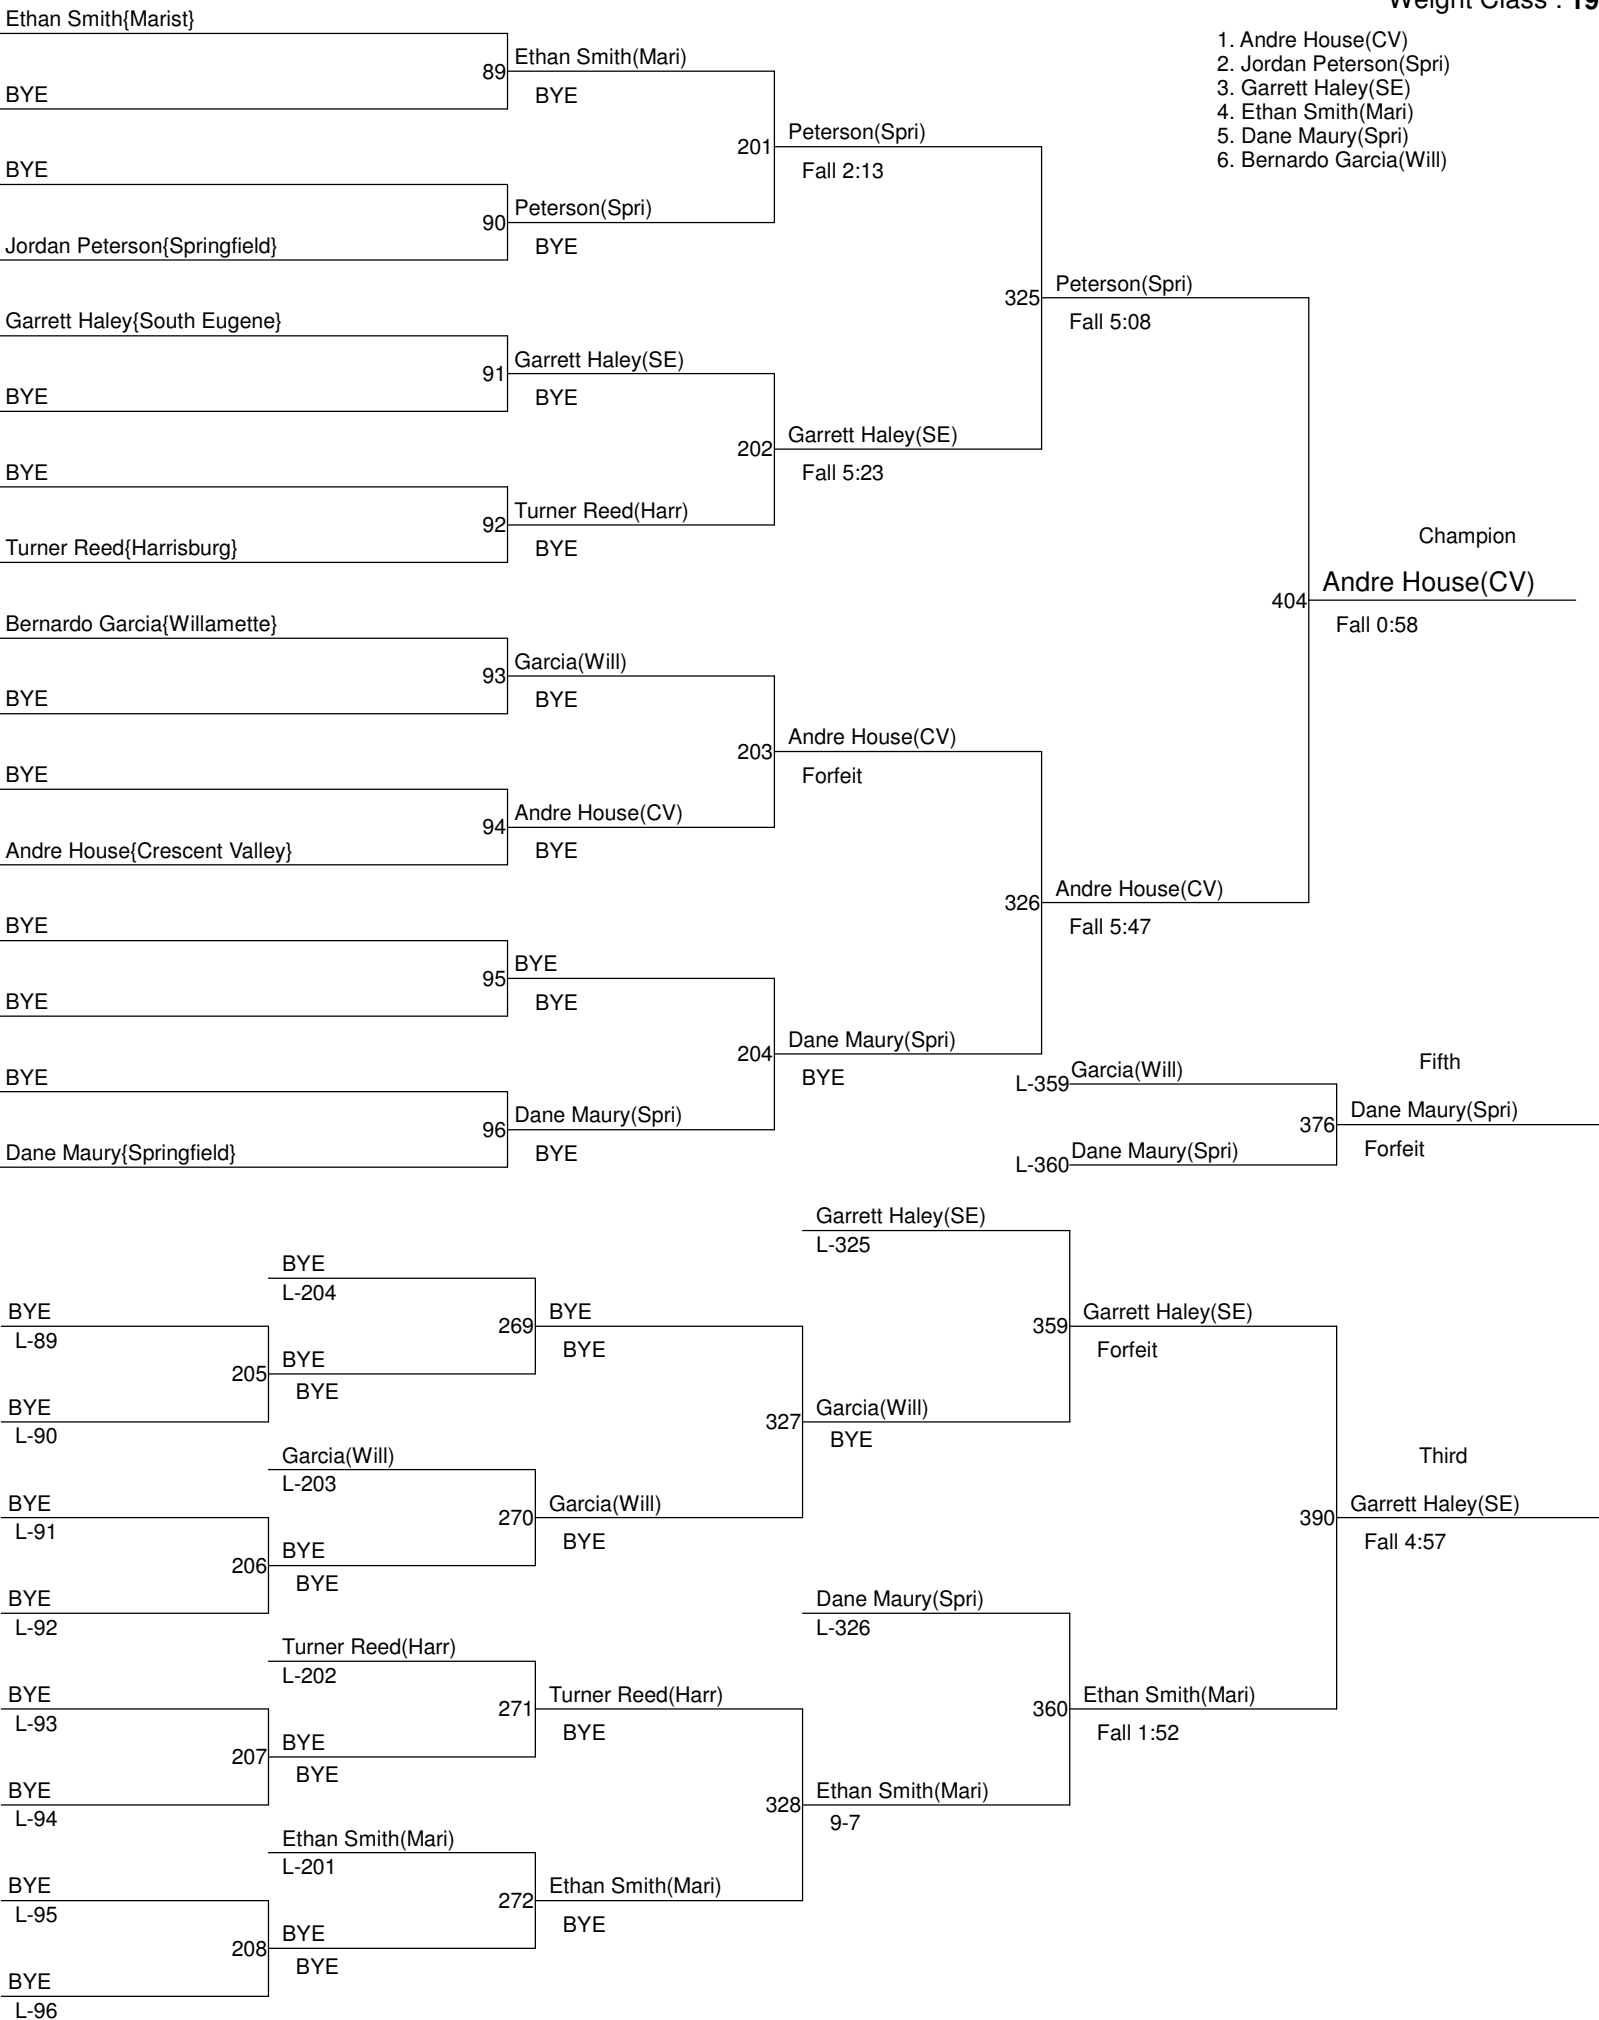 Weight Class : 19
Ethan Smith{Marist}
BYE
89
Ethan Smith(Mari)
BYE
BYE
Jordan Peterson{Springfield}
90
Peterson(Spri)
BYE
201
Peterson(Spri)
Fall 2:13
Garrett Haley{South Eugene}
BYE
91
Garrett Haley(SE)
BYE
BYE
Turner Reed{Harrisburg}
92
Turner Reed(Harr)
BYE
202
Garrett Haley(SE)
Fall 5:23
325
Peterson(Spri)
Fall 5:08
Bernardo Garcia{Willamette}
BYE
93
Garcia(Will)
BYE
BYE
Andre House{Crescent Valley}
94
Andre House(CV)
BYE
203
Andre House(CV)
Forfeit
BYE
BYE
95
BYE
BYE
BYE
Dane Maury{Springfield}
96
Dane Maury(Spri)
BYE
204
Dane Maury(Spri)
BYE
326
Andre House(CV)
Fall 5:47
Champion
404
Andre House(CV)
Fall 0:58
1. Andre House(CV)
2. Jordan Peterson(Spri)
3. Garrett Haley(SE)
4. Ethan Smith(Mari)
5. Dane Maury(Spri)
6. Bernardo Garcia(Will)
L-359
Garcia(Will)
L-360
Dane Maury(Spri)
Fifth
376
Dane Maury(Spri)
Forfeit
BYE
L-89
BYE
L-90
205
BYE
BYE
BYE
L-204
269
BYE
BYE
BYE
L-91
BYE
L-92
206
BYE
BYE
Garcia(Will)
L-203
270
Garcia(Will)
BYE
327
Garcia(Will)
BYE
Garrett Haley(SE)
L-325
359
Garrett Haley(SE)
Forfeit
BYE
L-93
BYE
L-94
207
BYE
BYE
Turner Reed(Harr)
L-202
271
Turner Reed(Harr)
BYE
BYE
L-95
BYE
L-96
208
BYE
BYE
Ethan Smith(Mari)
L-201
272
Ethan Smith(Mari)
BYE
328
Ethan Smith(Mari)
9-7
Dane Maury(Spri)
L-326
360
Ethan Smith(Mari)
Fall 1:52
Third
390
Garrett Haley(SE)
Fall 4:57